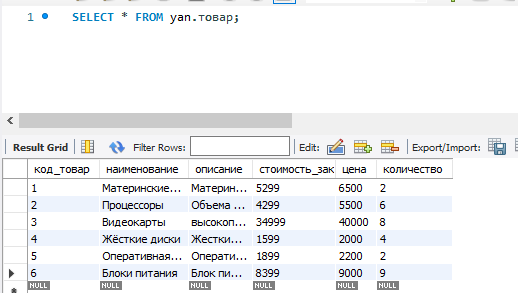 1 SELECT * FROM yan.товар;
Result Grid Filter Rows: Edit: Export/Import:
код_товар наименование описание стоимость_зак цена количество
1 Материнские... Материн... 5299 6500 2
2 Процессоры Объема ... 4299 5500 6
3 Видеокарты высокоп... 34999 40000 8
4 Жёсткие диски Жестки... 1599 2000 4
5 Оперативная... Операти... 1899 2200 2
6 Блоки питания Блок пи... 8399 9000 9
NULL NULL NULL NULL NULL NULL